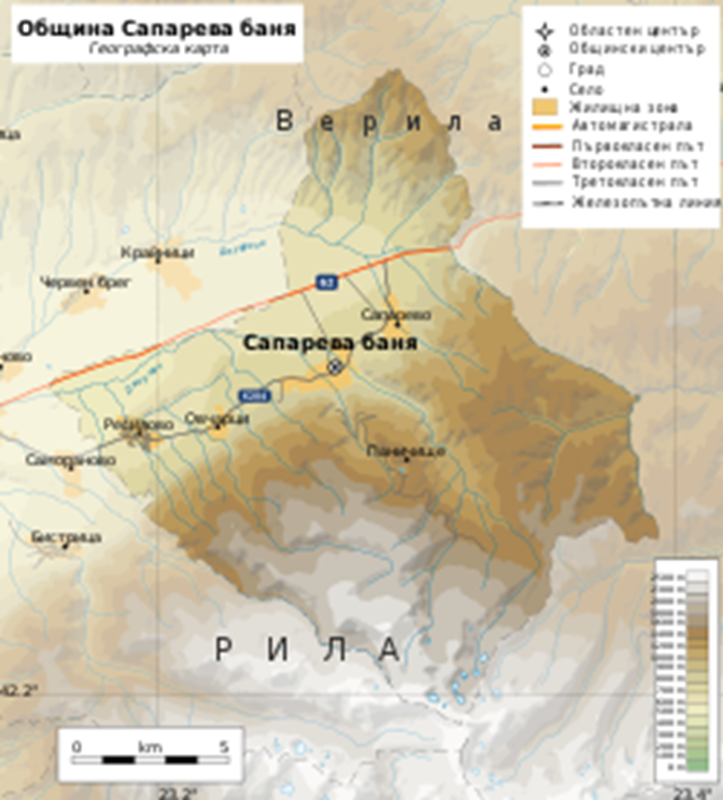 Община Сапарева баня
Географска карта
Областен център
Общински център
Град
Село
Жилищна зона
Автомагистрала
Първокласен път
Второкласен път
Третокласен път
Железопътна линия
Верила
Крайници
Червен брег
62
Сапарево
Сапарева баня
Ресилово
Овчарци
Самораново
Паничище
Бистрица
РИЛА
42.2°
0 km 5
23.2°
23.4°